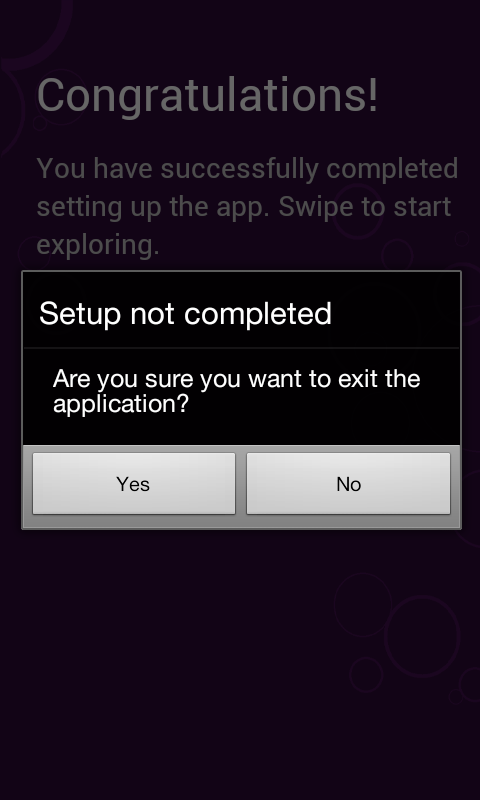 Congratulations!
You have successfully completed
setting up the app. Swipe to start
exploring.
Setup not completed
Are you sure you want to exit the
application?
Yes
No